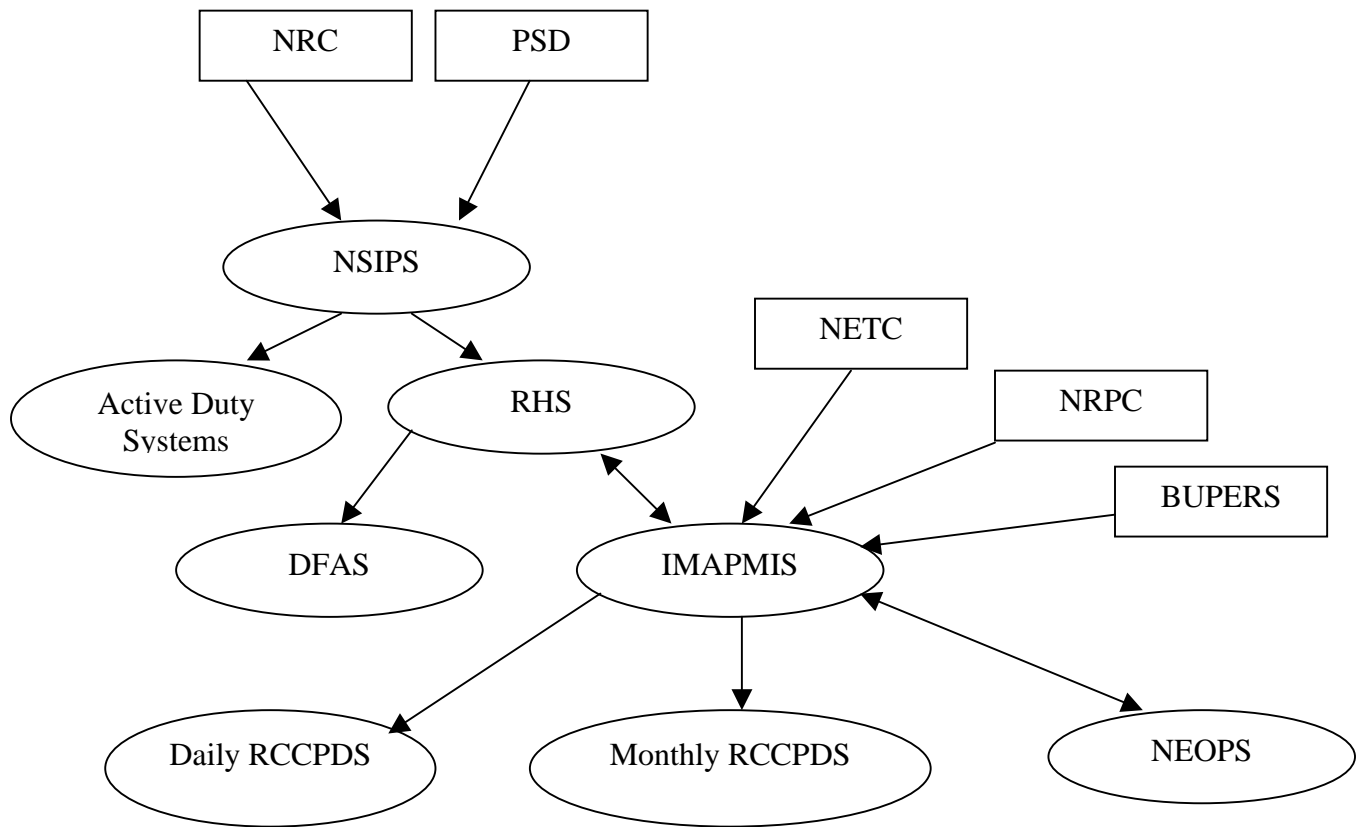 NRC
PSD
NSIPS
NETC
Active Duty
Systems
RHS
NRPC
BUPERS
DFAS
IMAPMIS
Daily RCCPDS
Monthly RCCPDS
NEOPS